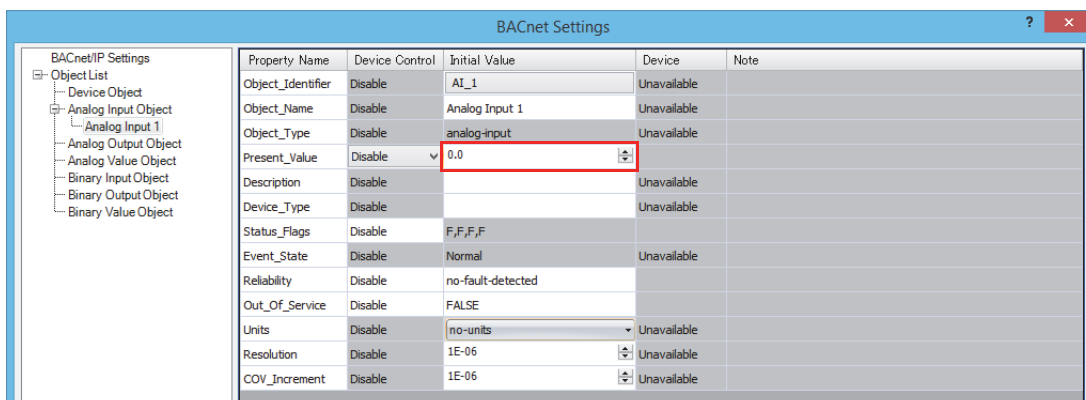 BACnet Settings
? ×
BACnet/IP Settings
Object List
Device Object
Analog Input Object
Analog Input 1
Analog Output Object
Analog Value Object
Binary Input Object
Binary Output Object
Binary Value Object
Property Name Device Control Initial Value Device Note
Object_Identifier Disable AI_1 Unavailable
Object_Name Disable Analog Input 1 Unavailable
Object_Type Disable analog-input Unavailable
Present_Value Disable 0.0
Description Disable Unavailable
Device_Type Disable Unavailable
Status_Flags Disable F,F,F,F
Event_State Disable Normal Unavailable
Reliability Disable no-fault-detected
Out_Of_Service Disable FALSE
Units Disable no-units Unavailable
Resolution Disable 1E-06 Unavailable
COV_Increment Disable 1E-06 Unavailable